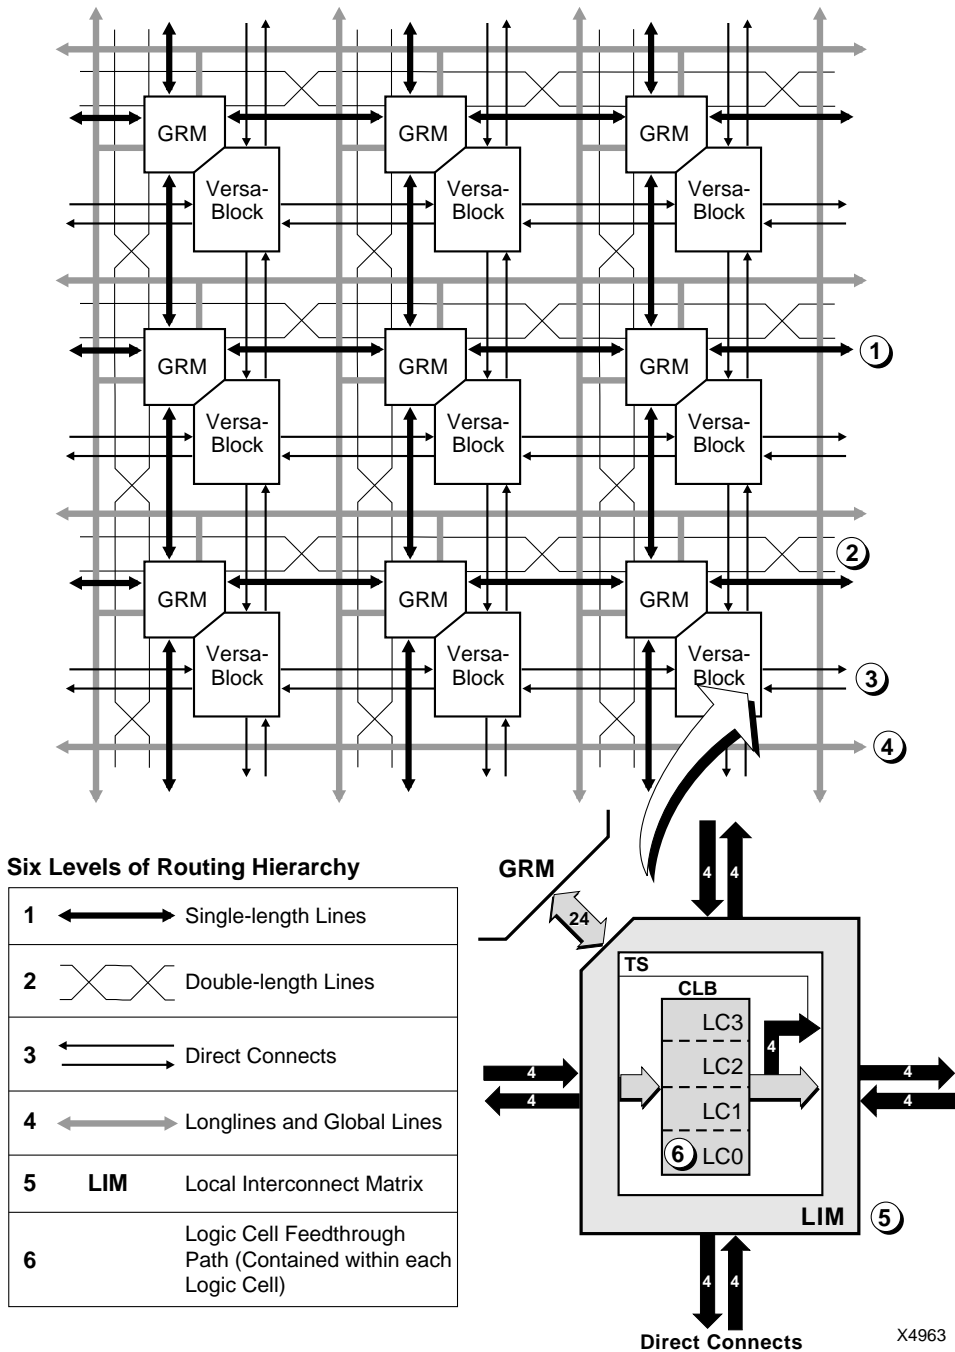 GRM GRM GRM
Versa-
Block
Versa-
Block
Versa-
Block
GRM GRM GRM
1
Versa-
Block
Versa-
Block
Versa-
Block
2
GRM GRM GRM
Versa-
Block
Versa-
Block
Versa-
Block
3
4
Six Levels of Routing Hierarchy
1 Single-length Lines
2 Double-length Lines
3 Direct Connects
4 Longlines and Global Lines
5 LIM Local Interconnect Matrix
6 Logic Cell Feedthrough
Path (Contained within each
Logic Cell)
GRM
24
4 4
TS
CLB
LC3
4
LC2
LC1
6 LC0
4
4
4
4
LIM
5
4 4
Direct Connects
X4963